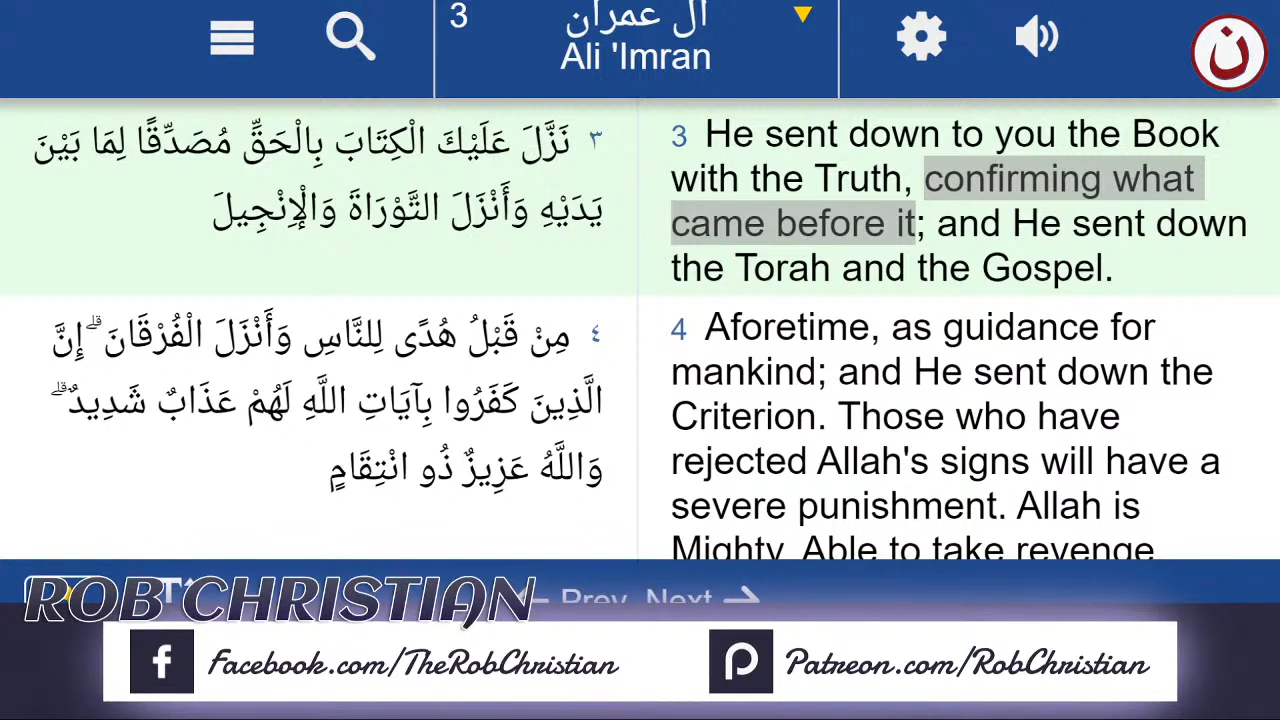 3
آل عمران
Ali 'Imran
ن
٣ نَزَّلَ عَلَيْكَ الْكِتَابَ بِالْحَقِّ مُصَدِّقًا لِمَا بَيْنَ
يَدَيْهِ وَأَنْزَلَ التَّوْرَاةَ وَالْإِنْجِيلَ
3 He sent down to you the Book
with the Truth, confirming what
came before it; and He sent down
the Torah and the Gospel.
٤ مِنْ قَبْلُ هُدًى لِلنَّاسِ وَأَنْزَلَ الْفُرْقَانَ ۗ إِنَّ
الَّذِينَ كَفَرُوا بِآيَاتِ اللَّهِ لَهُمْ عَذَابٌ شَدِيدٌ ۗ
وَاللَّهُ عَزِيزٌ ذُو انْتِقَامٍ
4 Aforetime, as guidance for
mankind; and He sent down the
Criterion. Those who have
rejected Allah's signs will have a
severe punishment. Allah is
Mighty, Able to take revenge
Prev Next
ROB CHRISTIAN
Facebook.com/TheRobChristian
Patreon.com/RobChristian